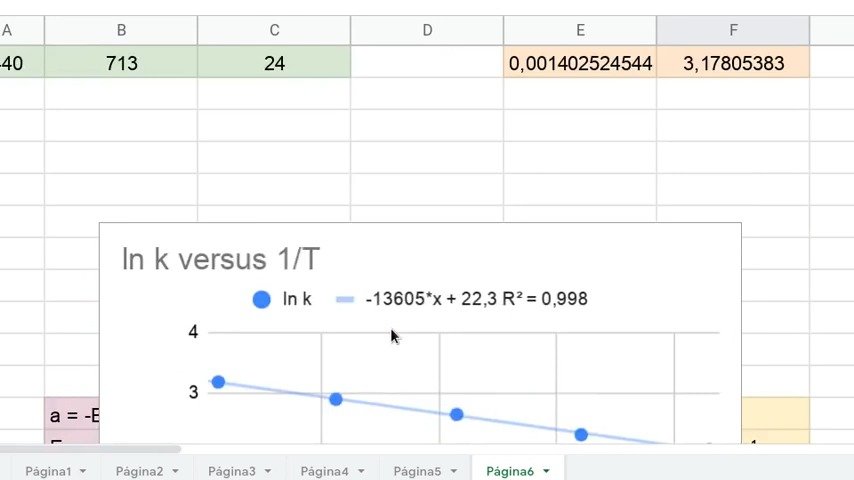 A B C D E F
440 713 24 0,001402524544 3,17805383
ln k versus 1/T
ln k -13605*x + 22,3 R² = 0,998
4
3
a = -E
Página1 Página2 Página3 Página4 Página5 Página6